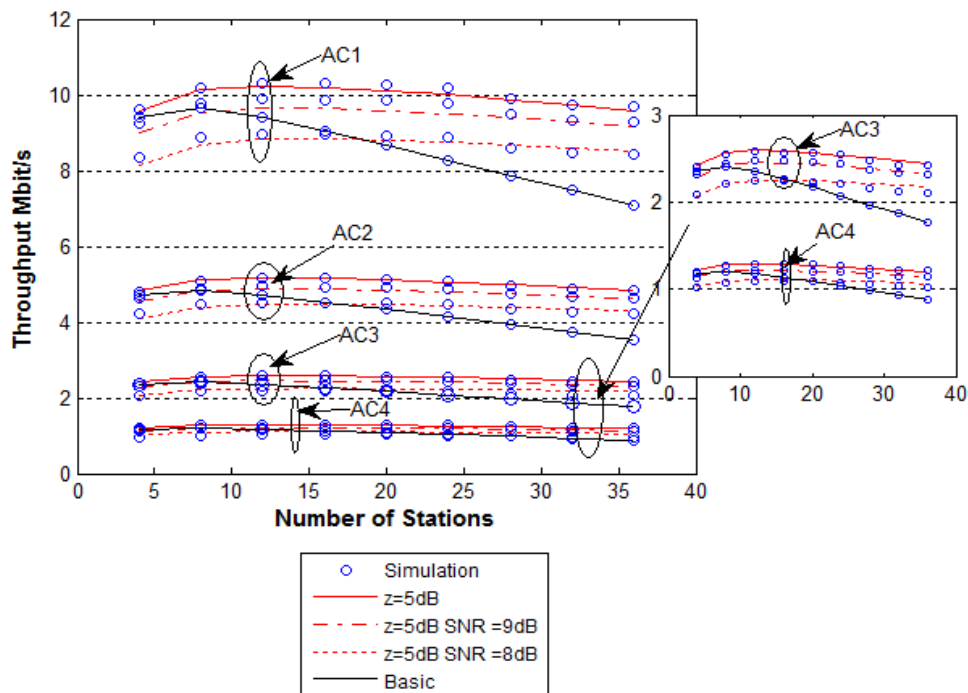 12
10
8
6
4
2
0
Throughput Mbit/s
AC1
AC2
AC3
AC4
0 5 10 15 20 25 30 35 40
Number of Stations
3
2
1
0
AC3
AC4
0 10 20 30 40
Simulation
z=5dB
z=5dB SNR =9dB
z=5dB SNR =8dB
Basic